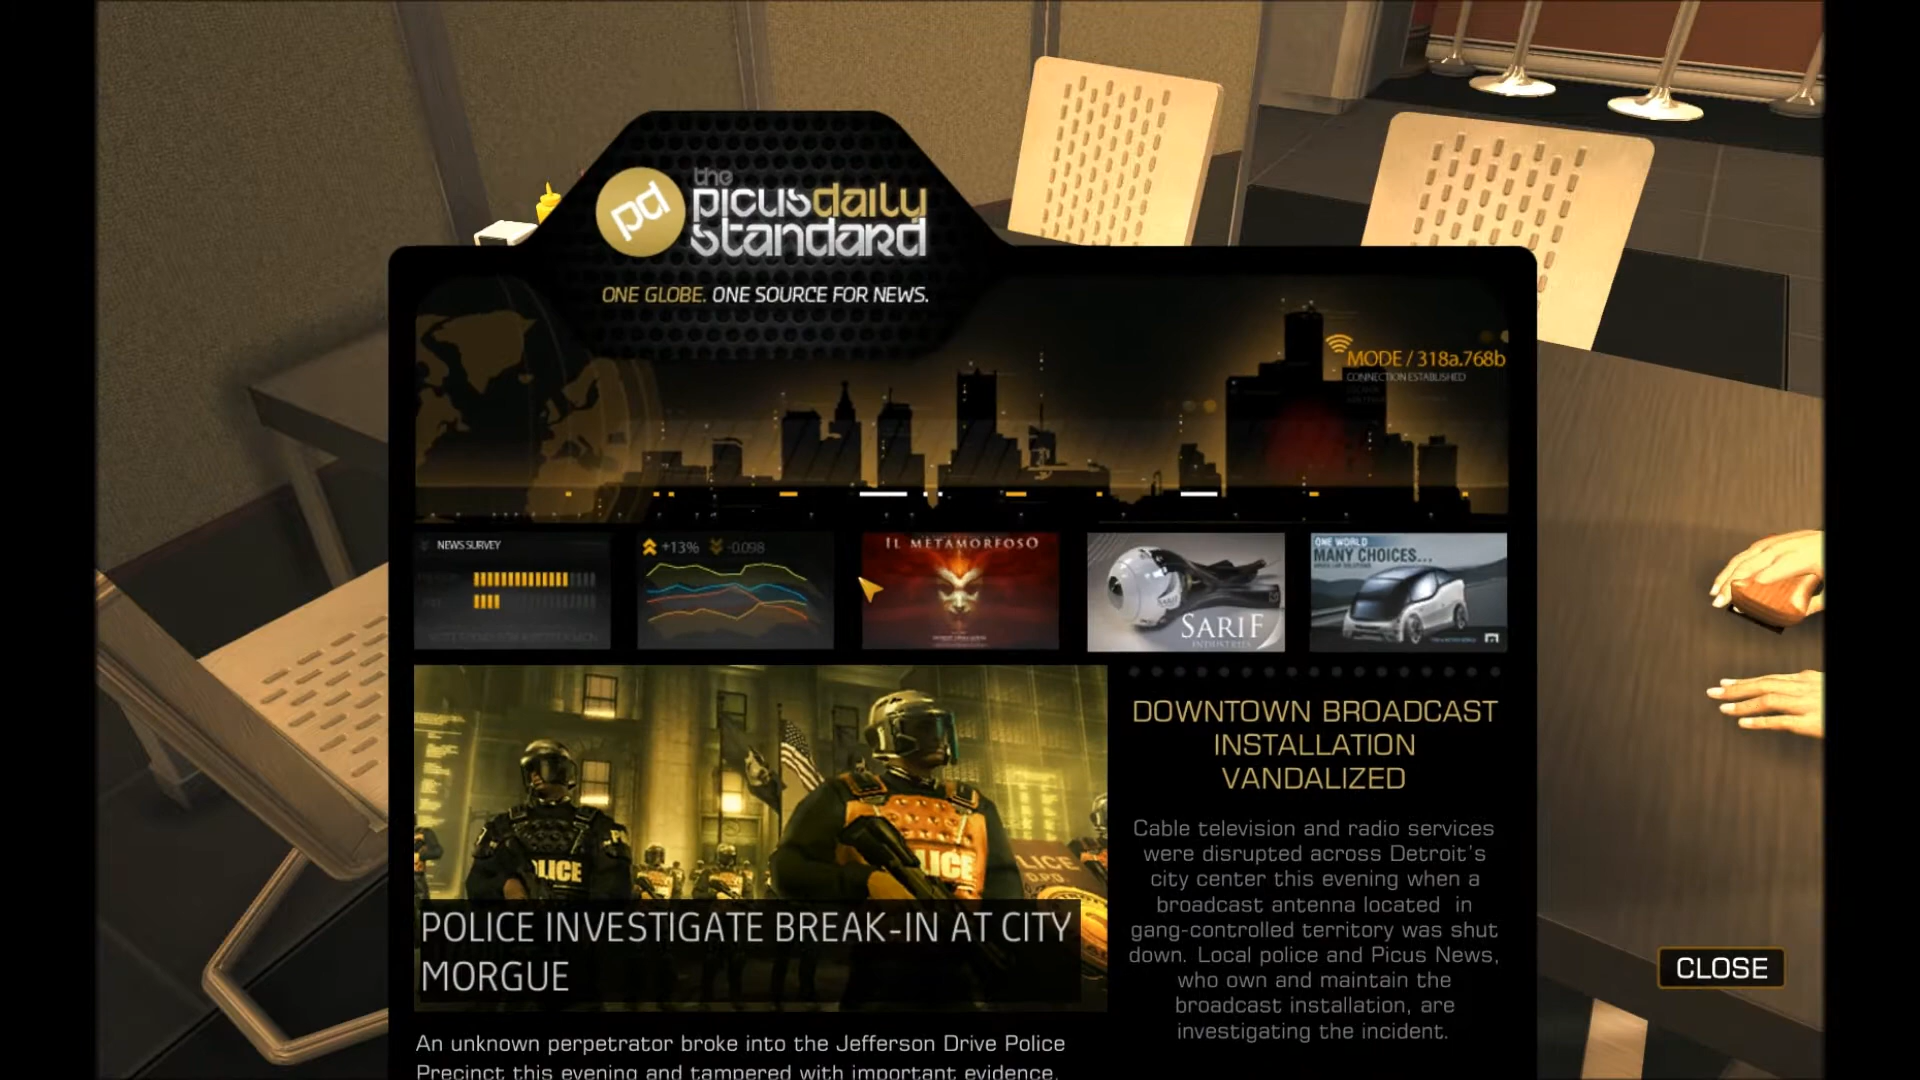 the
picusdaily
standard
pd
ONE GLOBE. ONE SOURCE FOR NEWS.
MODE / 318a.768b
CONNECTION ESTABLISHED
NEWS SURVEY
+13% -0.098
IL METAMORFOSO
SARIF
INDUSTRIES
ONE WORLD
MANY CHOICES...
POLICE
POLICE
POLICE INVESTIGATE BREAK-IN AT CITY
MORGUE
An unknown perpetrator broke into the Jefferson Drive Police
Precinct this evening and tampered with important evidence.
DOWNTOWN BROADCAST
INSTALLATION
VANDALIZED
Cable television and radio services
were disrupted across Detroit's
city center this evening when a
broadcast antenna located in
gang-controlled territory was shut
down. Local police and Picus News,
who own and maintain the
broadcast installation, are
investigating the incident.
CLOSE